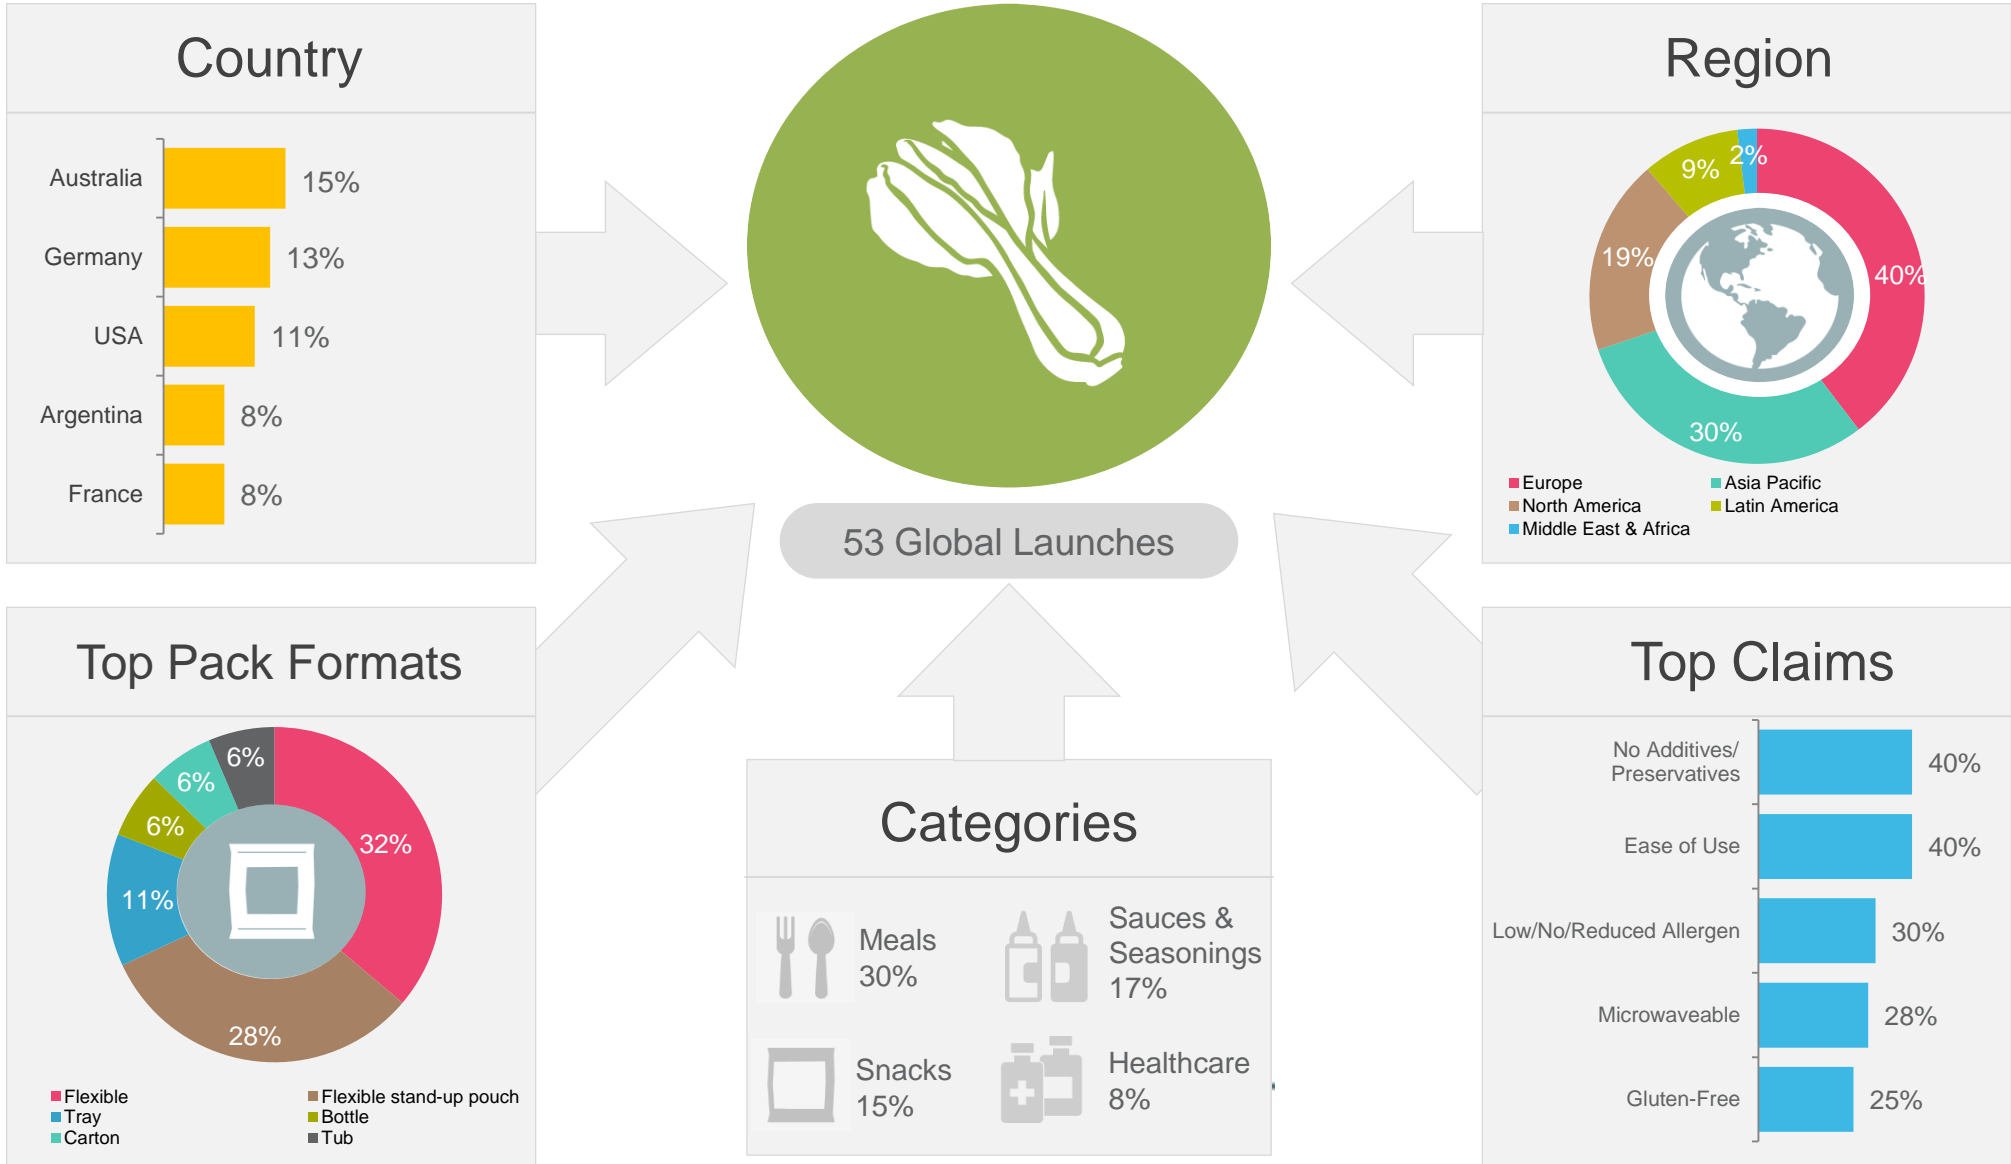 Country
Australia
15%
Germany
13%
USA
11%
Argentina
8%
France
8%
53 Global Launches
Region
9%
2%
19%
40%
30%
Europe
Asia Pacific
North America
Latin America
Middle East & Africa
Top Pack Formats
6%
6%
6%
32%
11%
28%
Flexible
Flexible stand-up pouch
Tray
Bottle
Carton
Tub
Categories
Meals
30%
Sauces &
Seasonings
17%
Snacks
15%
Healthcare
8%
Top Claims
No Additives/
Preservatives
40%
Ease of Use
40%
Low/No/Reduced Allergen
30%
Microwaveable
28%
Gluten-Free
25%